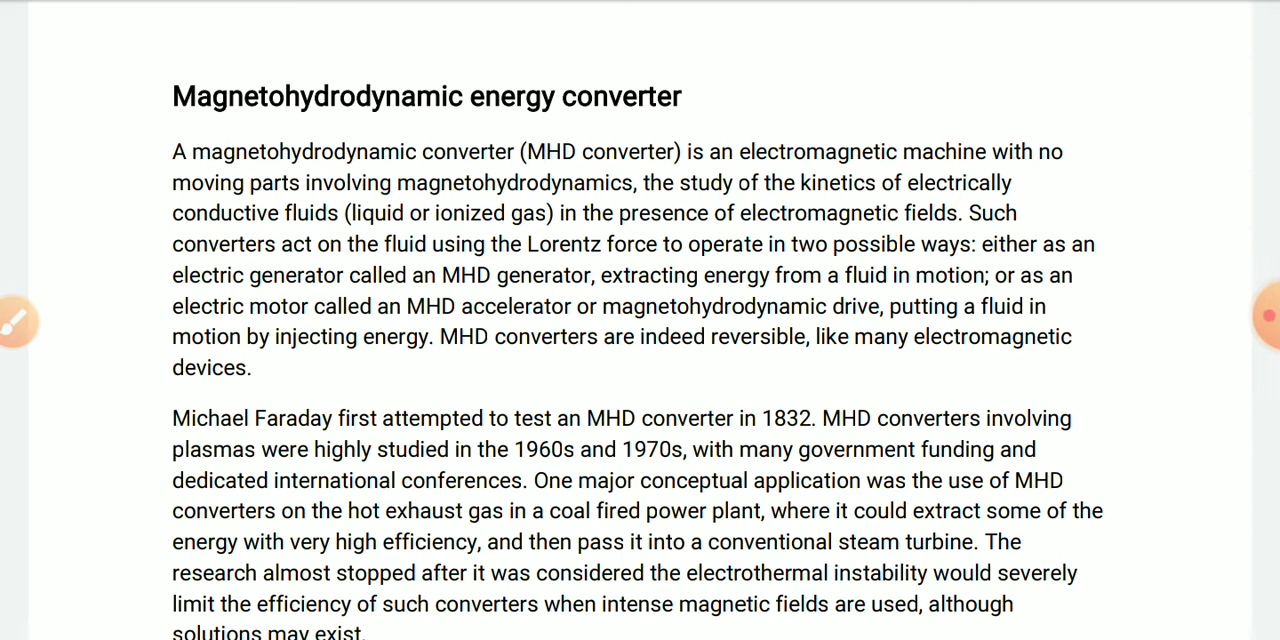 Magnetohydrodynamic energy converter
A magnetohydrodynamic converter (MHD converter) is an electromagnetic machine with no
moving parts involving magnetohydrodynamics, the study of the kinetics of electrically
conductive fluids (liquid or ionized gas) in the presence of electromagnetic fields. Such
converters act on the fluid using the Lorentz force to operate in two possible ways: either as an
electric generator called an MHD generator, extracting energy from a fluid in motion; or as an
electric motor called an MHD accelerator or magnetohydrodynamic drive, putting a fluid in
motion by injecting energy. MHD converters are indeed reversible, like many electromagnetic
devices.
Michael Faraday first attempted to test an MHD converter in 1832. MHD converters involving
plasmas were highly studied in the 1960s and 1970s, with many government funding and
dedicated international conferences. One major conceptual application was the use of MHD
converters on the hot exhaust gas in a coal fired power plant, where it could extract some of the
energy with very high efficiency, and then pass it into a conventional steam turbine. The
research almost stopped after it was considered the electrothermal instability would severely
limit the efficiency of such converters when intense magnetic fields are used, although
solutions may exist.